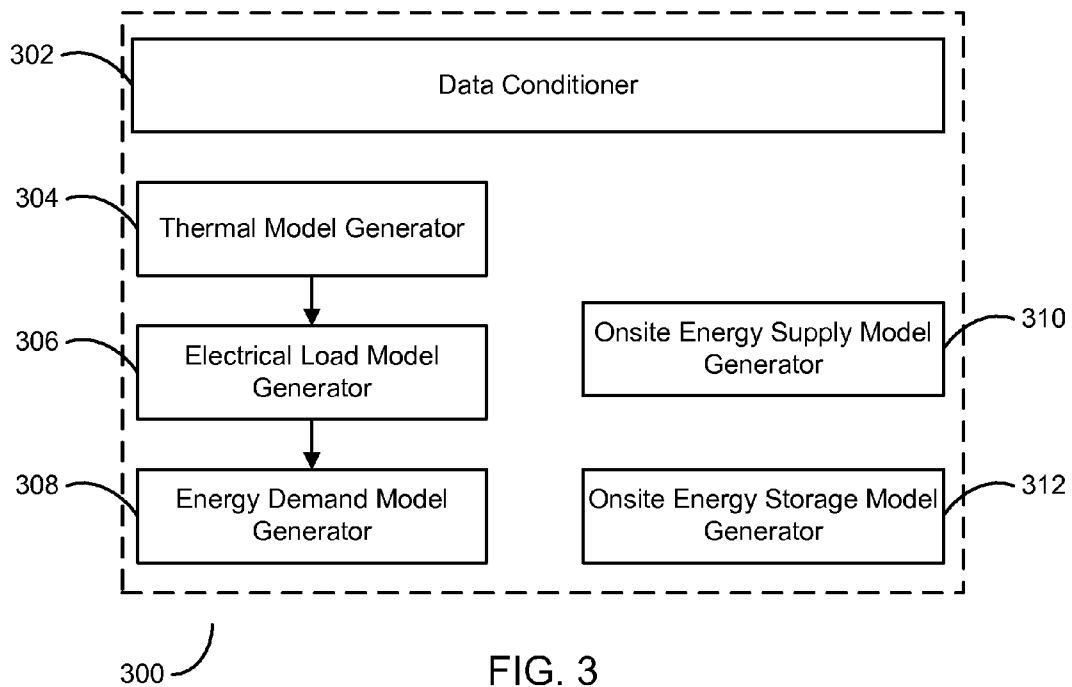 302
Data Conditioner
304
Thermal Model Generator
306
Electrical Load Model
Generator
Onsite Energy Supply Model
Generator
310
308
Energy Demand Model
Generator
Onsite Energy Storage Model
Generator
312
300
FIG. 3